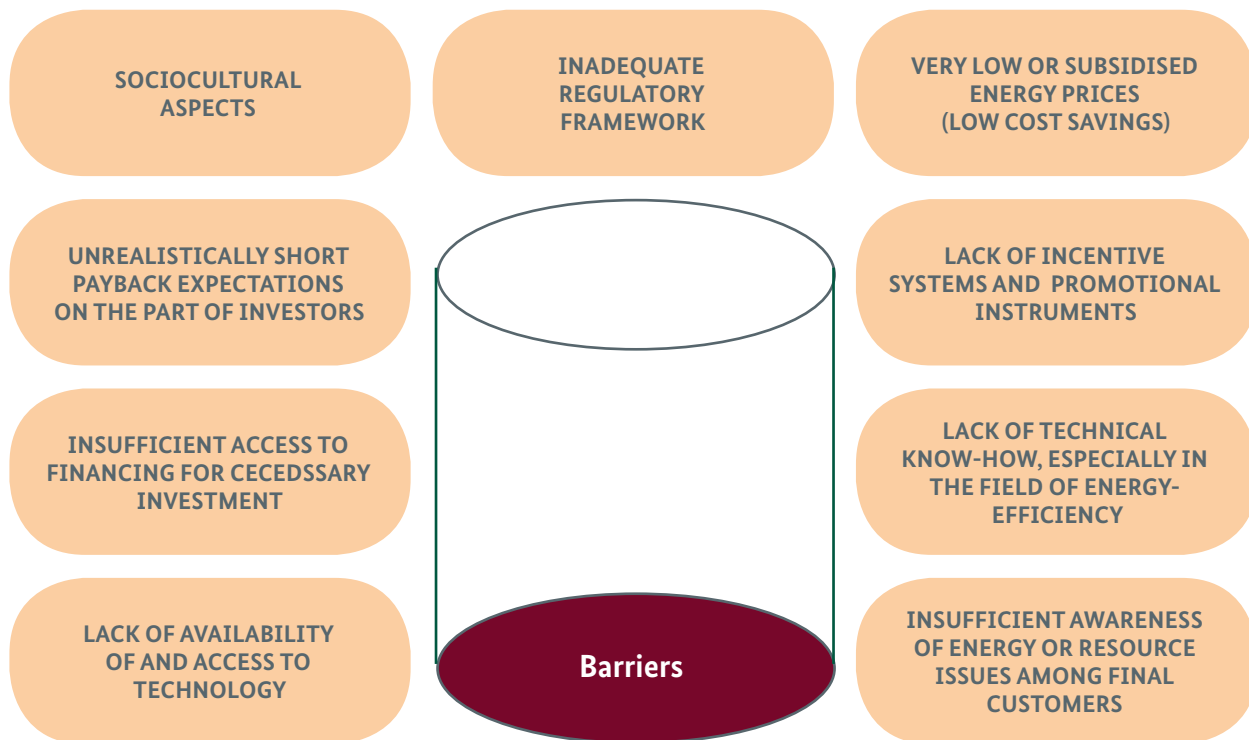 SOCIOCULTURAL
ASPECTS
INADEQUATE
REGULATORY
FRAMEWORK
VERY LOW OR SUBSIDISED
ENERGY PRICES
(LOW COST SAVINGS)
UNREALISTICALLY SHORT
PAYBACK EXPECTATIONS
ON THE PART OF INVESTORS
LACK OF INCENTIVE
SYSTEMS AND PROMOTIONAL
INSTRUMENTS
INSUFFICIENT ACCESS TO
FINANCING FOR CECEDSSARY
INVESTMENT
LACK OF TECHNICAL
KNOW-HOW, ESPECIALLY IN
THE FIELD OF ENERGY-
EFFICIENCY
LACK OF AVAILABILITY
OF AND ACCESS TO
TECHNOLOGY
Barriers
INSUFFICIENT AWARENESS
OF ENERGY OR RESOURCE
ISSUES AMONG FINAL
CUSTOMERS